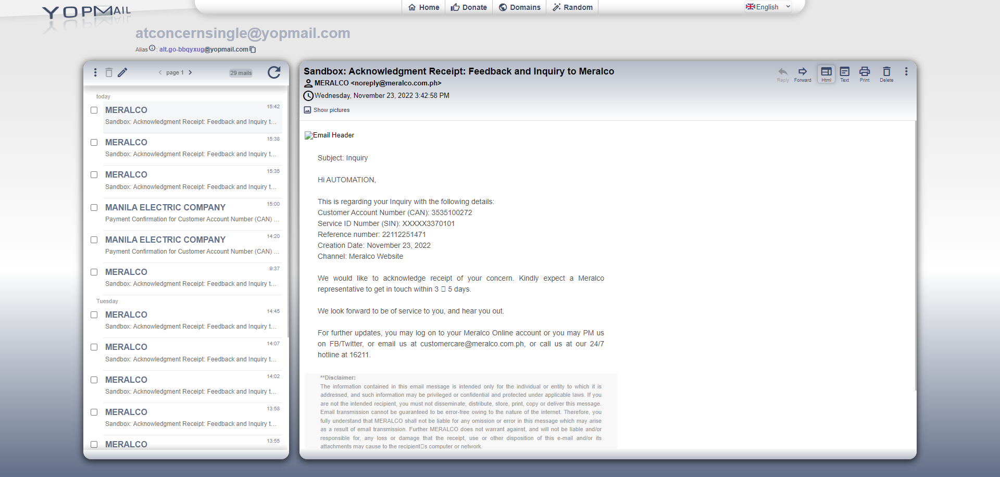 YOPMAIL
Home
Donate
Domains
Random
English
atconcernsingle@yopmail.com
Alias : alt.go-bbqyxug@yopmail.com
page 1
29 mails
today
MERALCO
15:42
Sandbox: Acknowledgment Receipt: Feedback and Inquiry t...
MERALCO
15:38
Sandbox: Acknowledgment Receipt: Feedback and Inquiry t...
MERALCO
15:35
Sandbox: Acknowledgment Receipt: Feedback and Inquiry t...
MANILA ELECTRIC COMPANY
15:00
Payment Confirmation for Customer Account Number (CAN) ...
MANILA ELECTRIC COMPANY
14:20
Payment Confirmation for Customer Account Number (CAN) ...
MERALCO
9:37
Sandbox: Acknowledgment Receipt: Feedback and Inquiry t...
Tuesday
MERALCO
14:45
Sandbox: Acknowledgment Receipt: Feedback and Inquiry t...
MERALCO
14:07
Sandbox: Acknowledgment Receipt: Feedback and Inquiry t...
MERALCO
14:02
Sandbox: Acknowledgment Receipt: Feedback and Inquiry t...
MERALCO
13:58
Sandbox: Acknowledgment Receipt: Feedback and Inquiry t...
MERALCO
13:55
Sandbox: Acknowledgment Receipt: Feedback and Inquiry to Meralco
MERALCO <noreply@meralco.com.ph>
Wednesday, November 23, 2022 3:42:58 PM
Show pictures
Reply
Forward
Html
Text
Print
Delete
Email Header
Subject: Inquiry
Hi AUTOMATION,
This is regarding your Inquiry with the following details:
Customer Account Number (CAN): 3535100272
Service ID Number (SIN): XXXXX3370101
Reference number: 22112251471
Creation Date: November 23, 2022
Channel: Meralco Website
We would like to acknowledge receipt of your concern. Kindly expect a Meralco
representative to get in touch within 3 ▯ 5 days.
We look forward to be of service to you, and hear you out.
For further updates, you may log on to your Meralco Online account or you may PM us
on FB/Twitter, or email us at customercare@meralco.com.ph, or call us at our 24/7
hotline at 16211.
**Disclaimer:
The information contained in this email message is intended only for the individual or entity to which it is
addressed, and such information may be privileged or confidential and protected under applicable laws. If you
are not the intended recipient, you must not disseminate, distribute, store, print, copy or deliver this message.
Email transmission cannot be guaranteed to be error-free owing to the nature of the internet. Therefore, you
fully understand that MERALCO shall not be liable for any omission or error in this message which may arise
as a result of email transmission. Further MERALCO does not warrant against, and will not be liable and/or
responsible for, any loss or damage that the receipt, use or other disposition of this e-mail and/or its
attachments may cause to the recipient▯s computer or network.